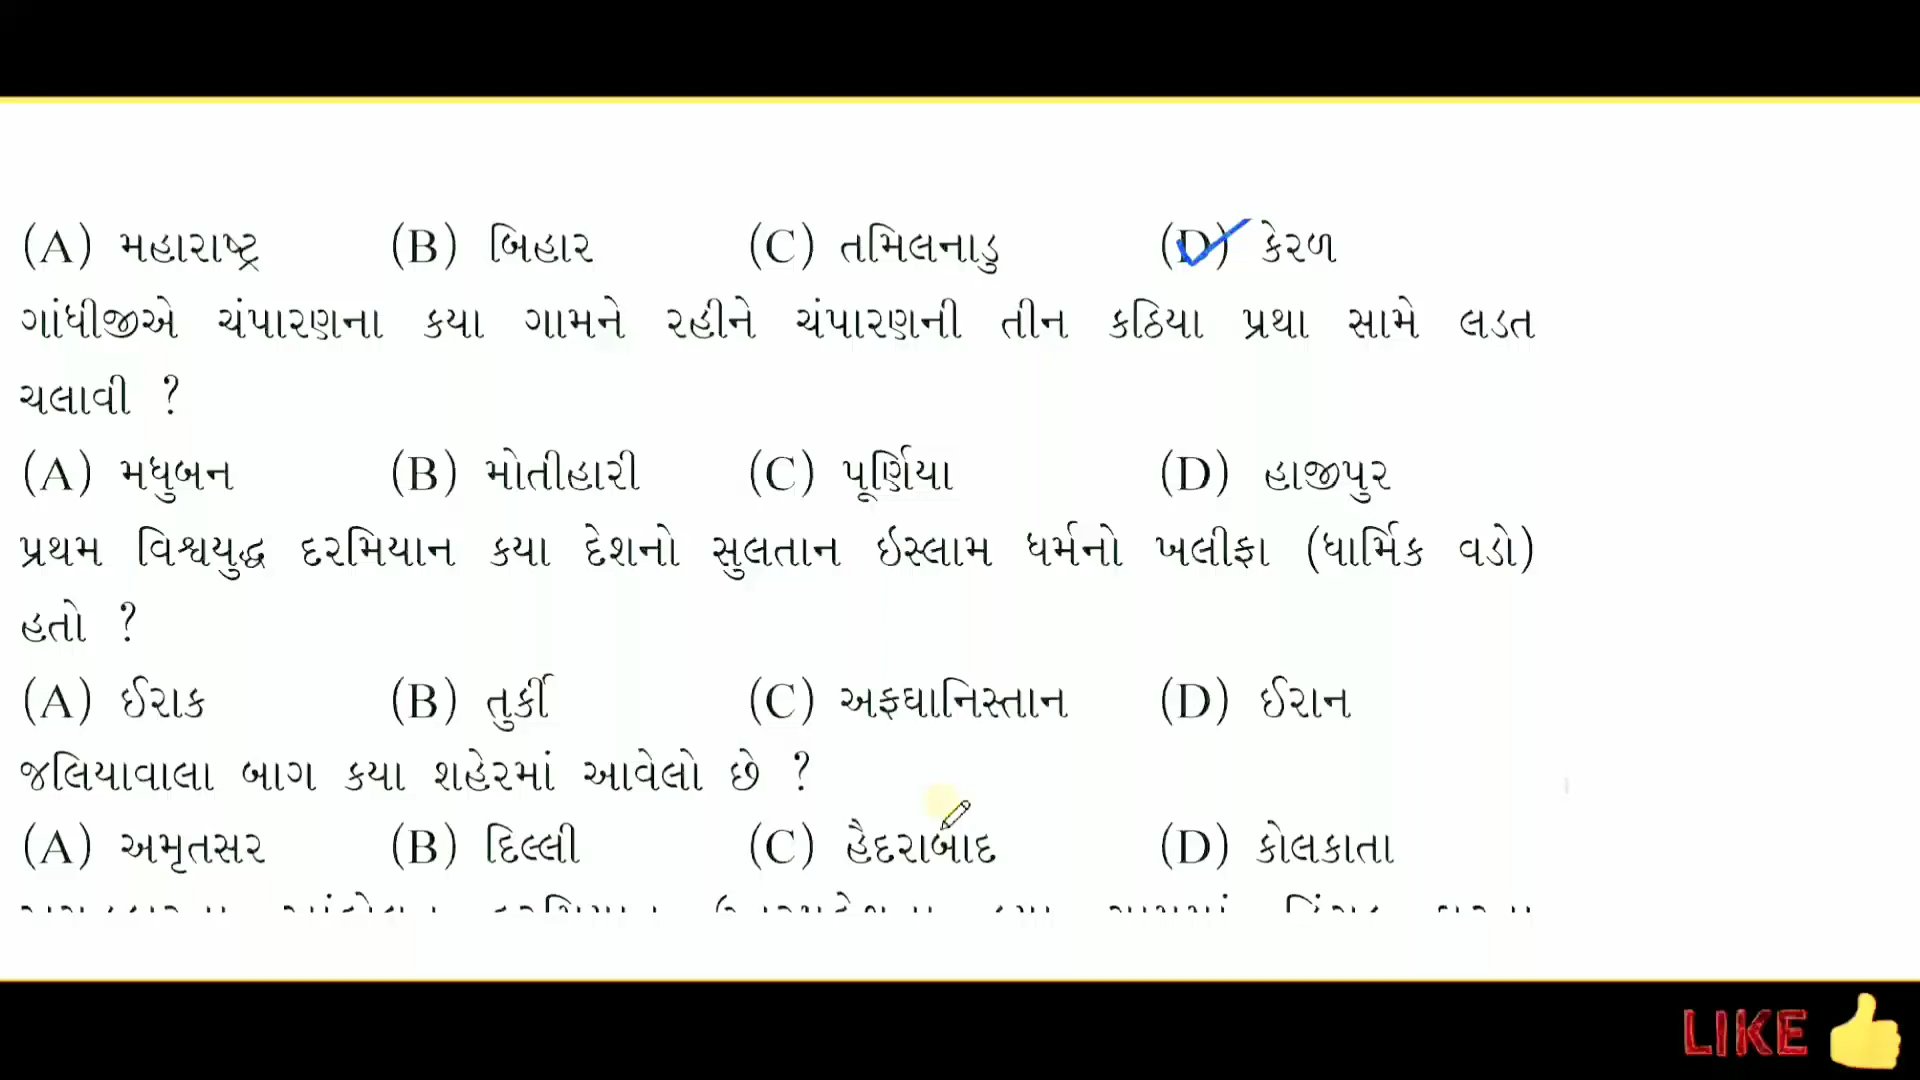 (A) મહારાષ્ટ્ર (B) બિહાર (C) તમિલનાડુ (D) કેરળ
ગાંધીજીએ ચંપારણના કયા ગામને રહીને ચંપારણની તીન કઠિયા પ્રથા સામે લડત
ચલાવી ?
(A) મધુબન (B) મોતીહારી (C) પૂર્ણિયા (D) હાજીપુર
પ્રથમ વિશ્વયુદ્ધ દરમિયાન કયા દેશનો સુલતાન ઇસ્લામ ધર્મનો ખલીફા (ધાર્મિક વડો)
હતો ?
(A) ઈરાક (B) તુર્કી (C) અફઘાનિસ્તાન (D) ઈરાન
જલિયાવાલા બાગ કયા શહેરમાં આવેલો છે ?
(A) અમૃતસર (B) દિલ્લી (C) હૈદરાબાદ (D) કોલકાતા
LIKE